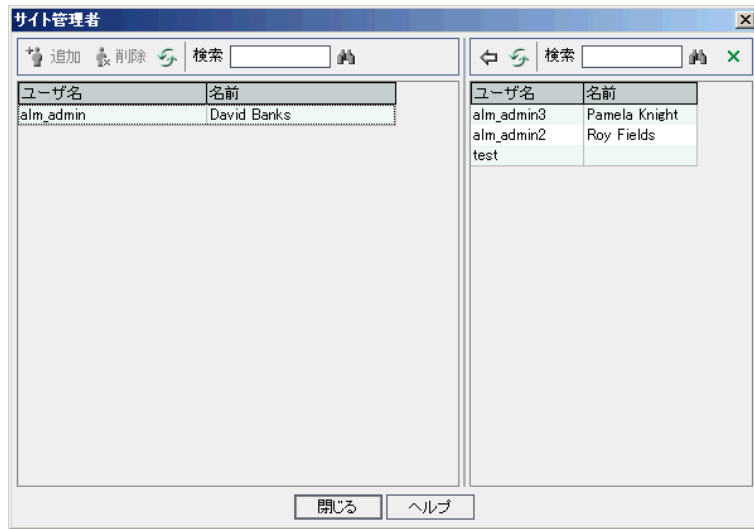 サイト管理者
追加 削除 検索
検索
ユーザ名 名前
alm_admin David Banks
ユーザ名 名前
alm_admin3 Pamela Knight
alm_admin2 Roy Fields
test
閉じる ヘルプ